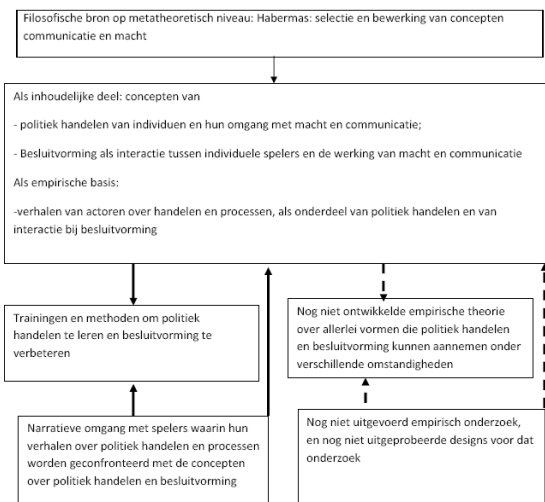 Filosofische bron op metatheoretisch niveau: Habermas: selectie en bewerking van concepten
communicatie en macht
Als inhoudelijke deel: concepten van
- politiek handelen van individuen en hun omgang met macht en communicatie;
- Besluitvorming als interactie tussen individuele spelers en de werking van macht en communicatie
Als empirische basis:
-verhalen van actoren over handelen en processen, als onderdeel van politiek handelen en van
interactie bij besluitvorming
Trainingen en methoden om politiek
handelen te leren en besluitvorming te
verbeteren
Nog niet ontwikkelde empirische theorie
over allerlei vormen die politiek handelen
en besluitvorming kunnen aannemen onder
verschillende omstandigheden
Narratieve omgang met spelers waarin hun
verhalen over politiek handelen en processen
worden geconfronteerd met de concepten
over politiek handelen en besluitvorming
Nog niet uitgevoerd empirisch onderzoek,
en nog niet uitgeprobeerde designs voor dat
onderzoek